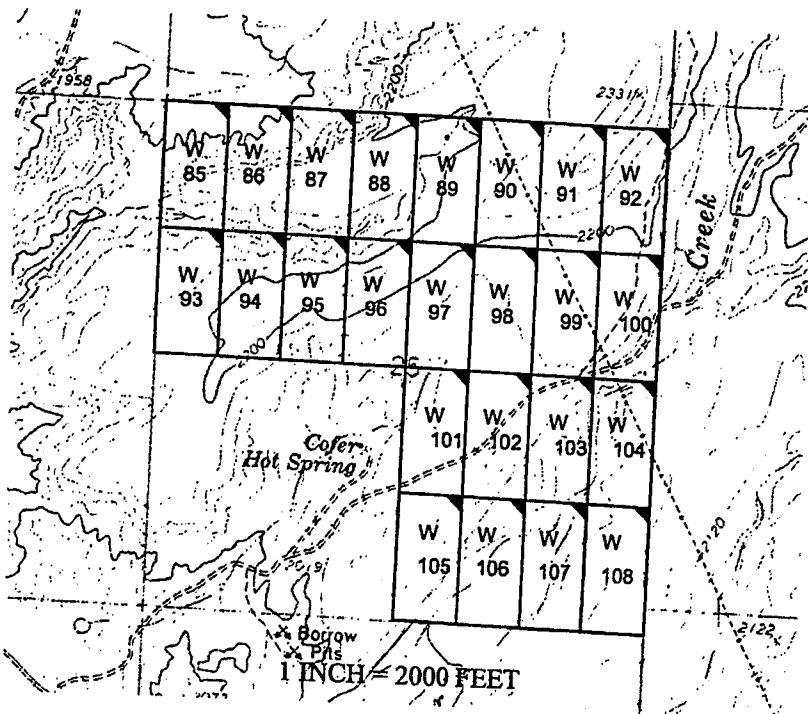 1958
2200
2331
W 85
W 86
W 87
W 88
W 89
W 90
W 91
W 92
Creek
2200
W 93
W 94
W 95
W 96
W 97
W 98
W 99
W 100
W 101
W 102
W 103
W 104
Cofer
Hot Spring
W 105
W 106
W 107
W 108
2120
Borrow
Pits
2122
1 INCH = 2000 FEET